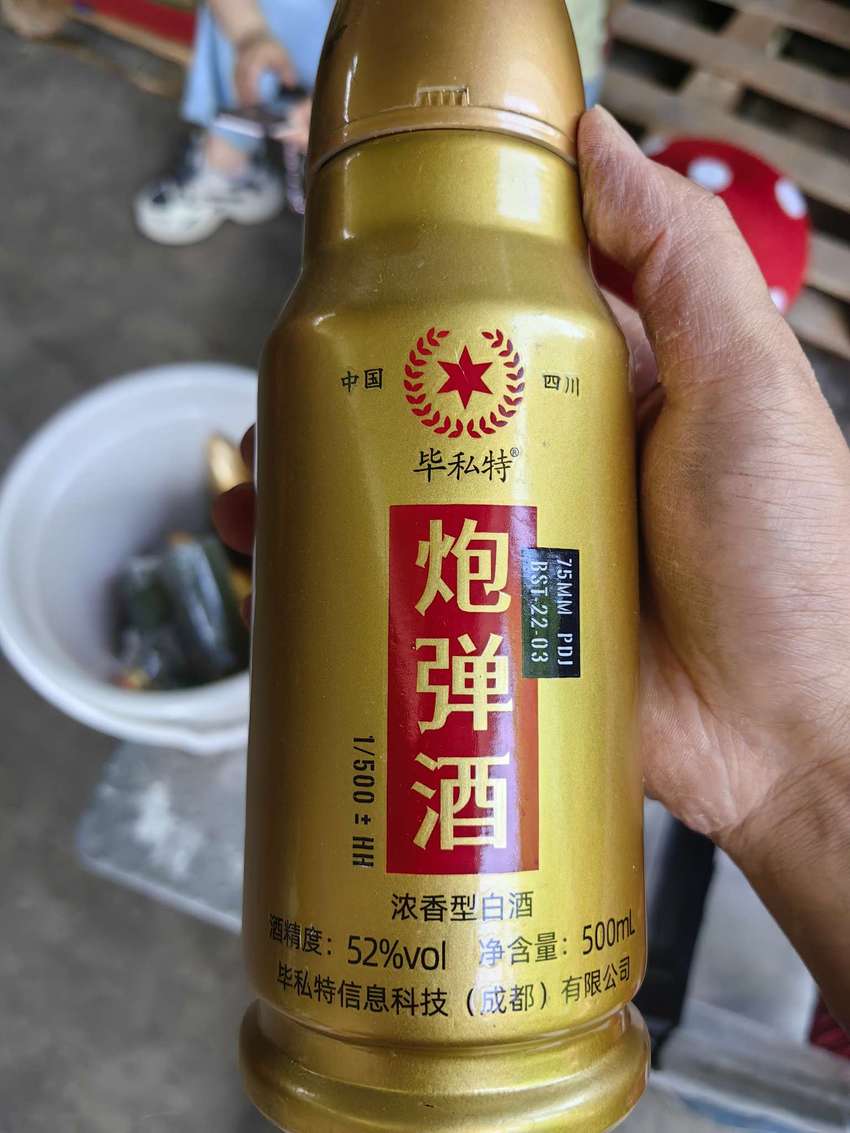 中国
四川
毕私特®
炮弹酒
75MM PDJ
BST-22-03
1/500 ± HH
浓香型白酒
酒精度：52%vol 净含量：500mL
毕私特信息科技（成都）有限公司